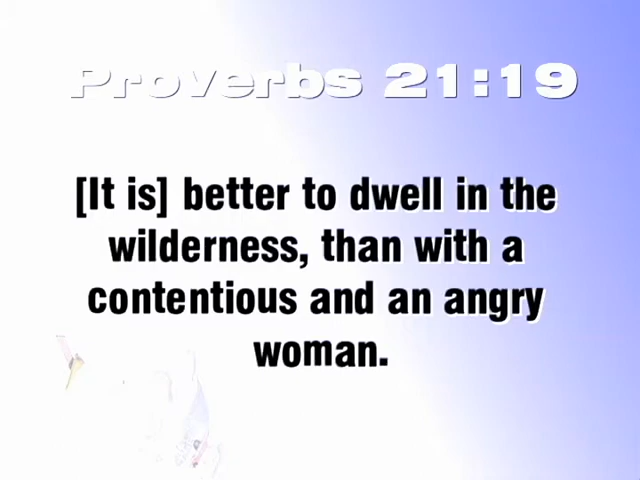 Proverbs 21:19
[It is] better to dwell in the
wilderness, than with a
contentious and an angry
woman.